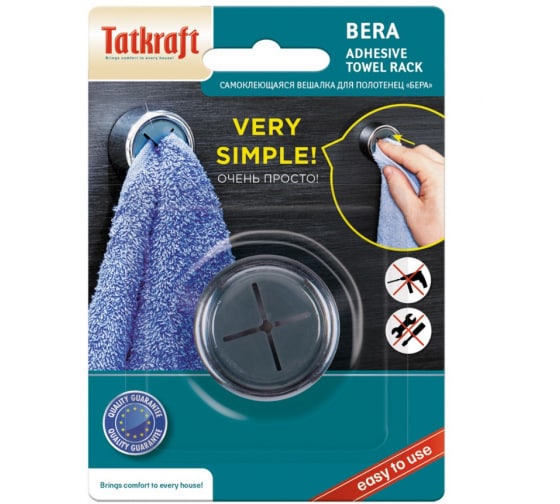 Tatkraft
Brings comfort to every house!
BERA
ADHESIVE
TOWEL RACK
САМОКЛЕЮЩАЯСЯ ВЕШАЛКА ДЛЯ ПОЛОТЕНЕЦ «БЕРА»
VERY
SIMPLE!
ОЧЕНЬ ПРОСТО!
QUALITY GUARANTEE
QUALITY GUARANTEE
easy to use
Brings comfort to every house!